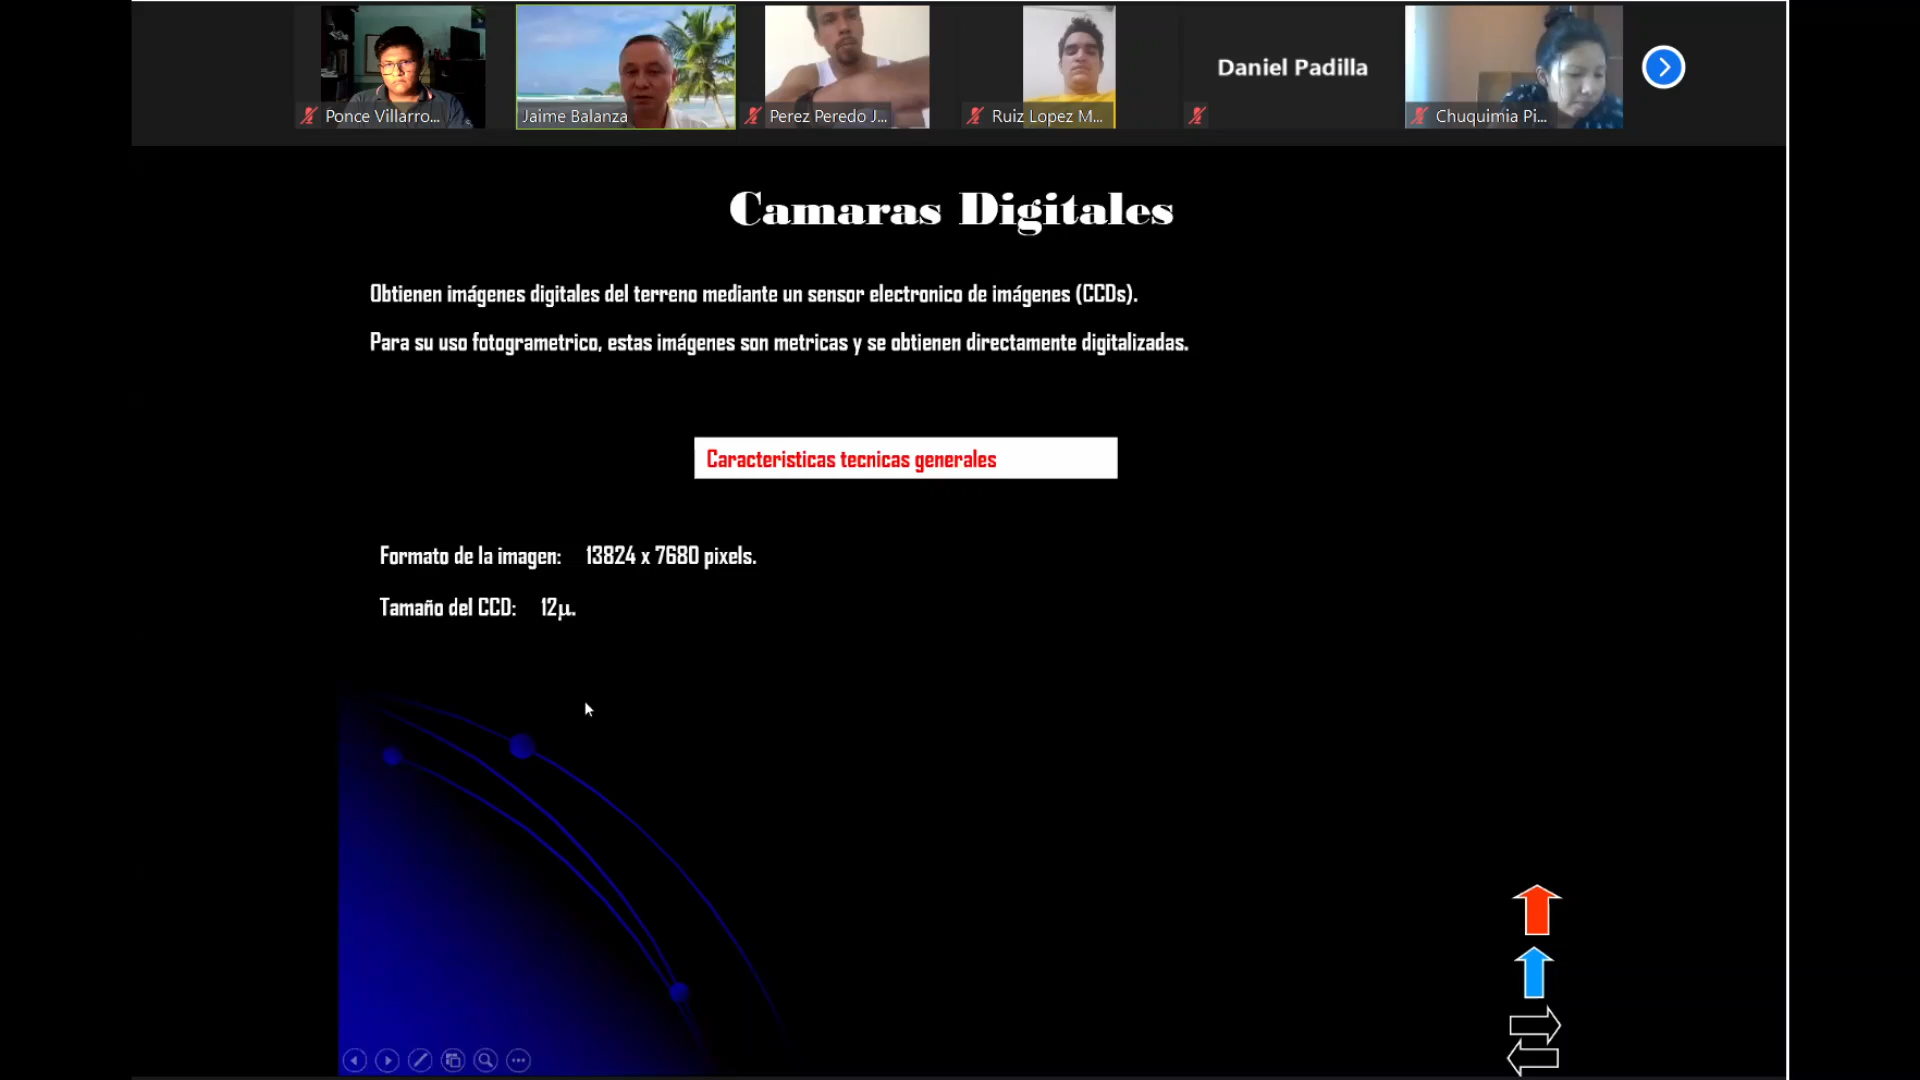 Ponce Villarro...
Jaime Balanza
Perez Peredo J...
Ruiz Lopez M...
Daniel Padilla
Chuquimia Pi...
Camaras Digitales
Obtienen imágenes digitales del terreno mediante un sensor electronico de imágenes (CCDs).
Para su uso fotogrametrico, estas imágenes son metricas y se obtienen directamente digitalizadas.
Caracteristicas tecnicas generales
Formato de la imagen: 13824 x 7680 pixels.
Tamaño del CCD: 12μ.